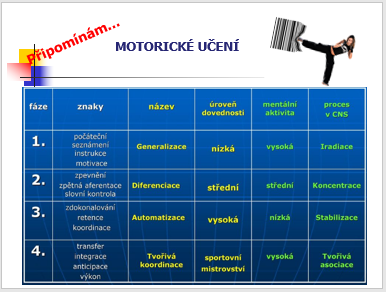 Připomínám...
MOTORICKÉ UČENÍ
fáze znaky název úroveň dovednosti mentální aktivita proces v CNS
1. počáteční seznámení instrukce motivace Generalizace nízká vysoká Iradiace
2. zpevnění zpětná aferentace slovní kontrola Diferenciace střední střední Koncentrace
3. zdokonalování retence koordinace Automatizace vysoká nízká Stabilizace
4. transfer integrace anticipace výkon Tvořivá koordinace sportovní mistrovství vysoká Tvořivá asociace